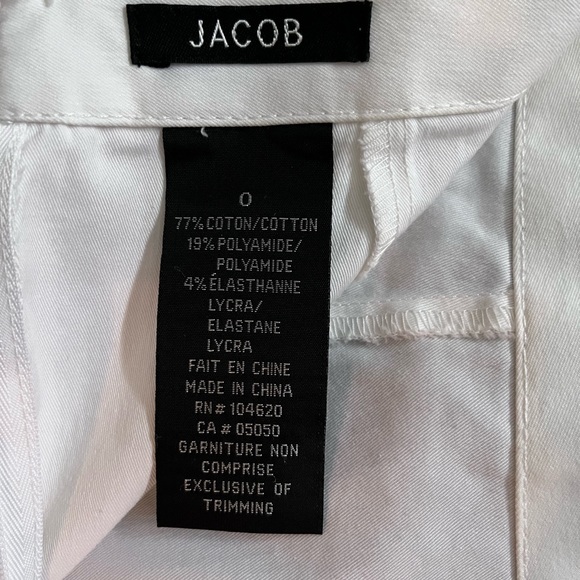 JACOB
0
77% COTON/COTTON
19% POLYAMIDE/
POLYAMIDE
4% ÉLASTHANNE
LYCRA/
ELASTANE
LYCRA
FAIT EN CHINE
MADE IN CHINA
RN# 104620
CA # 05050
GARNITURE NON
COMPRISE
EXCLUSIVE OF
TRIMMING